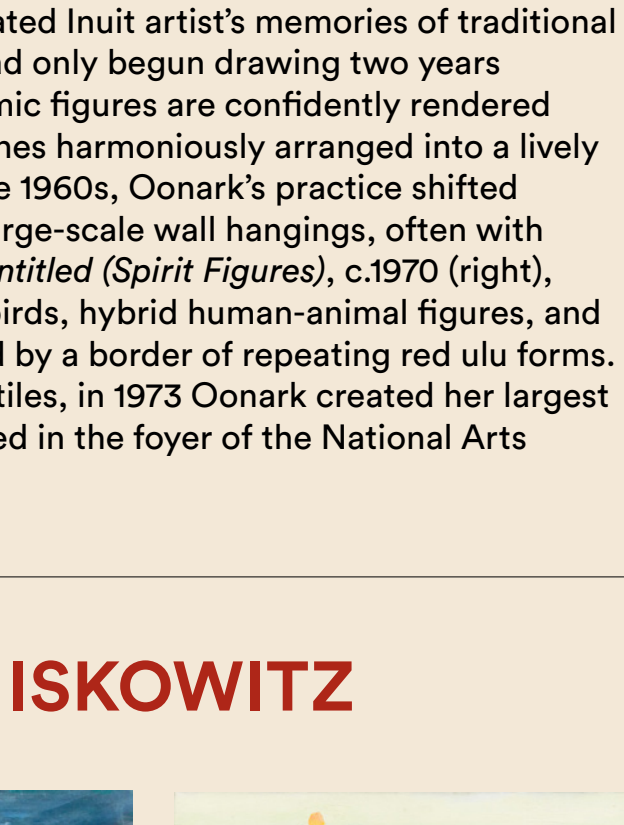 ated Inuit artist’s memories of traditional
d only begun drawing two years
mic figures are confidently rendered
nes harmoniously arranged into a lively
e 1960s, Oonark’s practice shifted
rge-scale wall hangings, often with
ntitled (Spirit Figures), c.1970 (right),
birds, hybrid human-animal figures, and
l by a border of repeating red ulu forms.
tiles, in 1973 Oonark created her largest
ed in the foyer of the National Arts
ISKOWITZ